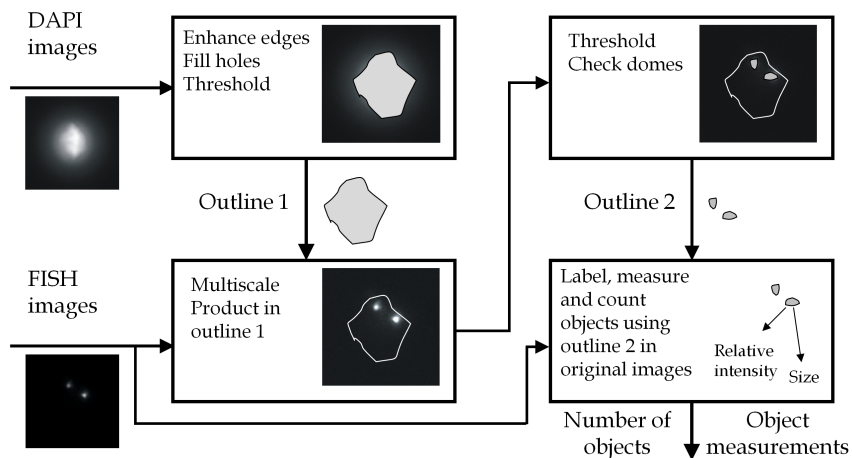 DAPI
images
Enhance edges
Fill holes
Threshold
Threshold
Check domes
Outline 1
Outline 2
FISH
images
Multiscale
Product in
outline 1
Label, measure
and count
objects using
outline 2 in
original images
Relative
intensity
Size
Number of
objects
Object
measurements